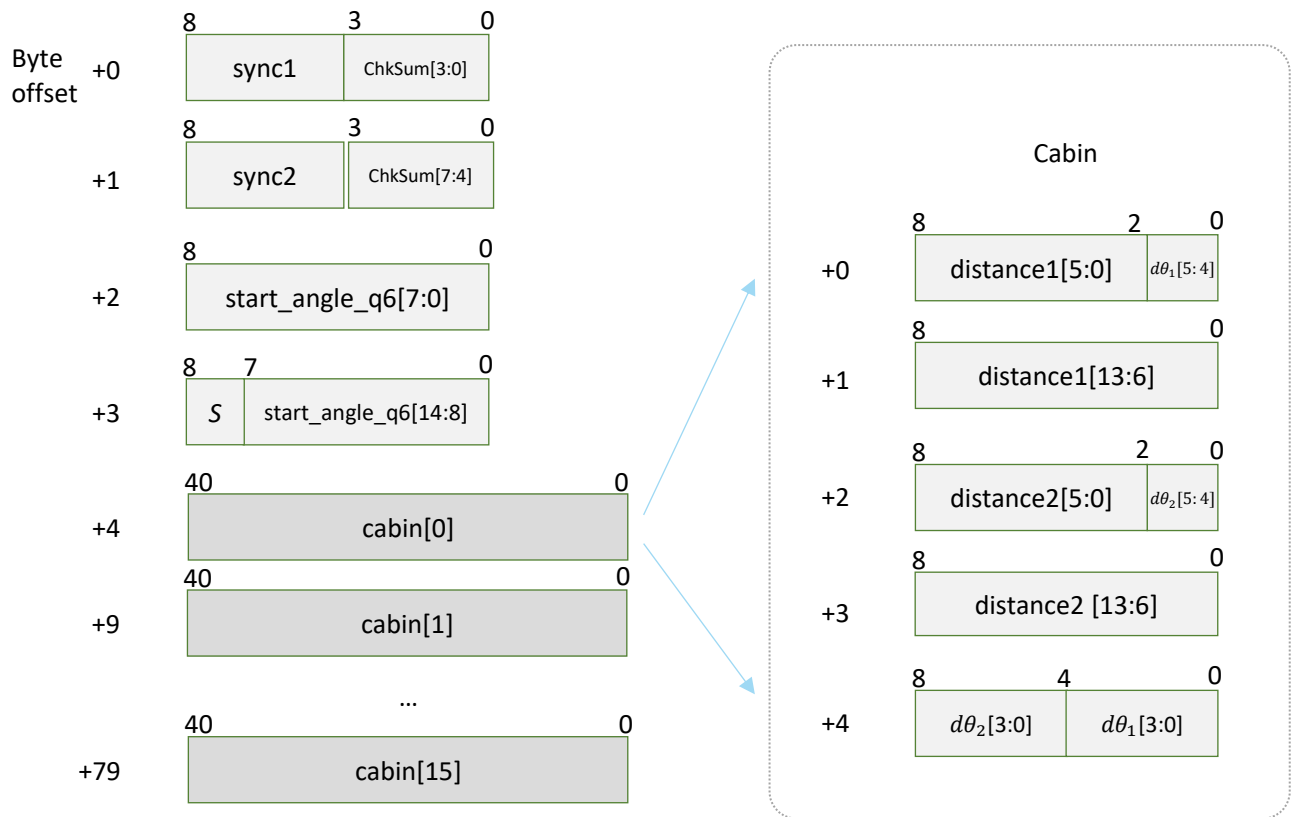 8 3 0
Byte
offset
+0 sync1 ChkSum[3:0]
8 3 0
+1 sync2 ChkSum[7:4]
8 0
+2 start_angle_q6[7:0]
8 7 0
+3 S start_angle_q6[14:8]
40 0
+4 cabin[0]
40 0
+9 cabin[1]
...
40 0
+79 cabin[15]
Cabin
8 2 0
+0 distance1[5:0] dθ₁[5:4]
8 0
+1 distance1[13:6]
8 2 0
+2 distance2[5:0] dθ₂[5:4]
8 0
+3 distance2 [13:6]
8 4 0
+4 dθ₂[3:0] dθ₁[3:0]